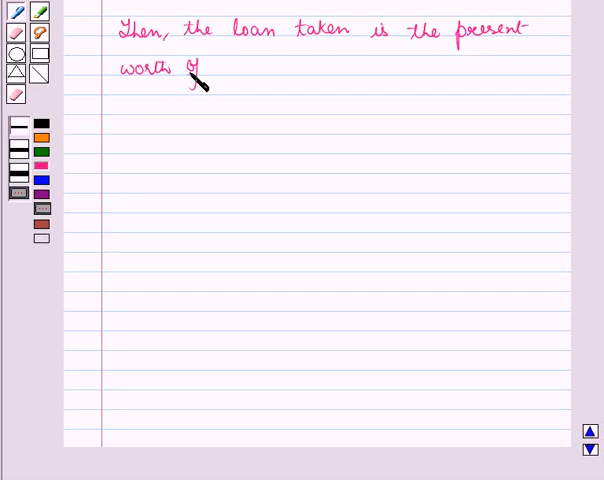 Then, the loan taken is the present
worth of